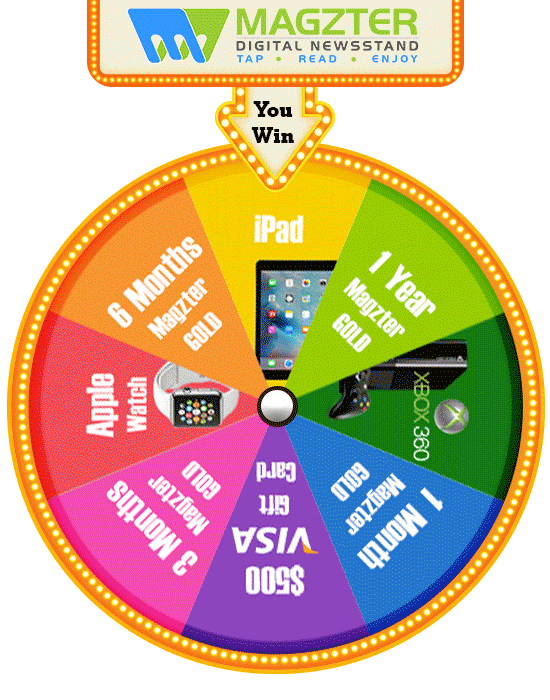 MAGZTER
DIGITAL NEWSSTAND
TAP • READ • ENJOY
You
Win
iPad
1 Year
Magzter
GOLD
XBOX 360
1 Month
Magzter
GOLD
$500
VISA
Gift
Card
3 Months
Magzter
GOLD
Apple
Watch
6 Months
Magzter
GOLD